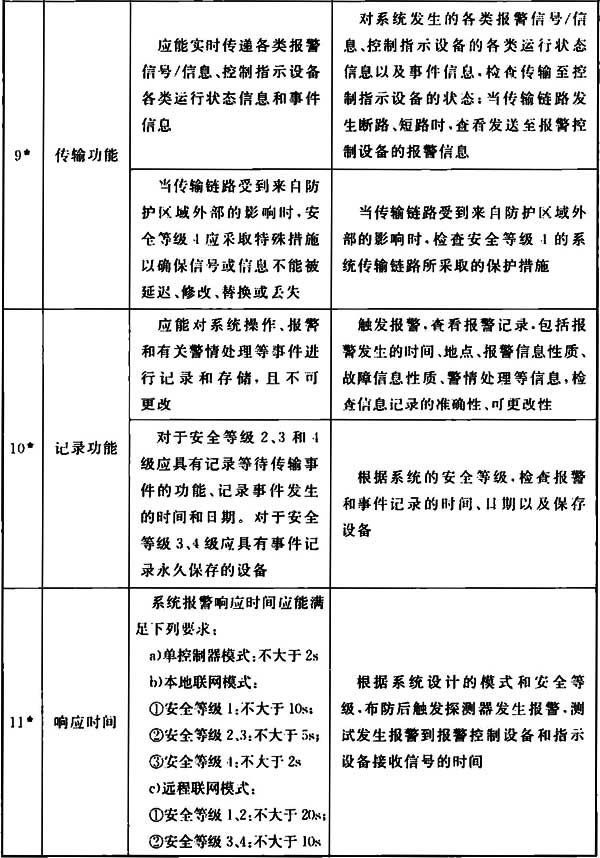 9*
传输功能
应能实时传递各类报警
信号/信息、控制指示设备
各类运行状态信息和事件
信息
对系统发生的各类报警信号/信
息、控制指示设备的各类运行状态
信息以及事件信息,检查传输至控
制指示设备的状态;当传输链路发
生断路、短路时,查看发送至报警控
制设备的报警信息
当传输链路受到来自防
护区域外部的影响时,安
全等级 4 应采取特殊措施
以确保信号或信息不能被
延迟、修改、替换或丢失
当传输链路受到来自防护区域外
部的影响时,检查安全等级 4 的系
统传输链路所采取的保护措施
10*
记录功能
应能对系统操作、报警
和有关警情处理等事件进
行记录和存储,且不可
更改
触发报警,查看报警记录,包括报
警发生的时间、地点、报警信息性质、
故障信息性质、警情处理等信息,检
查信息记录的准确性、可更改性
对于安全等级 2、3 和 4
级应具有记录等待传输事
件的功能、记录事件发生
的时间和日期。对于安全
等级 3、4 级应具有事件记
录永久保存的设备
根据系统的安全等级,检查报警
和事件记录的时间、日期以及保存
设备
11*
响应时间
系统报警响应时间应能满
足下列要求:
a)单控制器模式:不大于 2s
b)本地联网模式:
①安全等级 1:不大于 10s;
②安全等级 2、3:不大于 5s;
③安全等级 4:不大于 2s
c)远程联网模式:
①安全等级 1、2:不大于 20s;
②安全等级 3、4:不大于 10s
根据系统设计的模式和安全等
级,布防后触发探测器发生报警,测
试发生报警到报警控制设备和指示
设备接收信号的时间